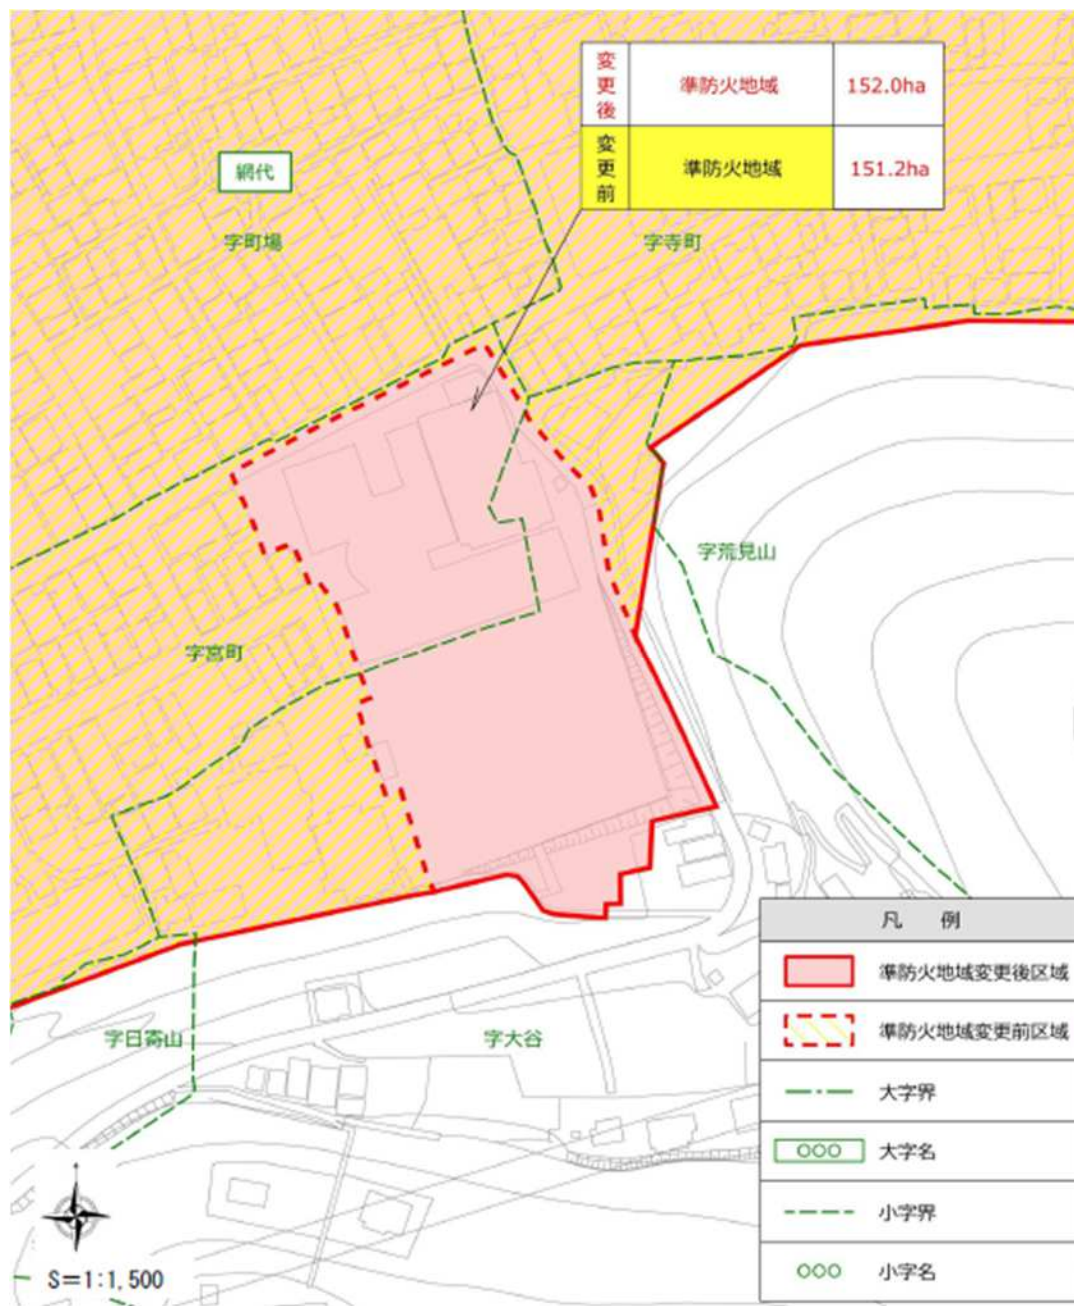 変更後 準防火地域 152.0ha
変更前 準防火地域 151.2ha
網代
字町場
字寺町
字荒見山
字宮町
字日寄山
字大谷
凡 例
準防火地域変更後区域
準防火地域変更前区域
大字界
○○○ 大字名
小字界
○○○ 小字名
S=1:1,500